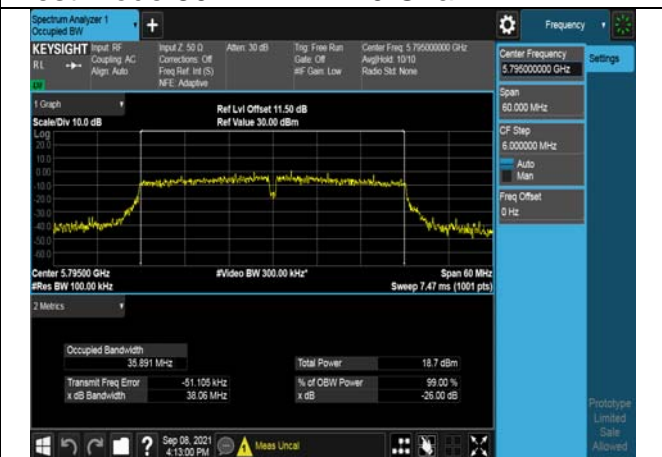 Spectrum Analyzer 1
Occupied BW
Frequency
KEYSIGHT
Input: RF
Coupling: AC
Align: Auto
Input Z: 50 Ω
Corrections: Off
Freq Ref: Int (S)
NFE: Adaptive
Atten: 30 dB
Trig: Free Run
Gate: Off
#IF Gain: Low
Center Freq: 5.795000000 GHz
Avg|Hold: 10/10
Radio Std: None
RL
1 Graph
Scale/Div 10.0 dB
Ref Lvl Offset 11.50 dB
Ref Value 30.00 dBm
Log
20.0
10.0
0.00
-10.0
-20.0
-30.0
-40.0
-50.0
-60.0
Center 5.79500 GHz
#Res BW 100.00 kHz
#Video BW 300.00 kHz*
Span 60 MHz
Sweep 7.47 ms (1001 pts)
2 Metrics
Occupied Bandwidth
35.891 MHz
Total Power 18.7 dBm
Transmit Freq Error -51.105 kHz
% of OBW Power 99.00 %
x dB Bandwidth 38.06 MHz
x dB -26.00 dB
Center Frequency
5.795000000 GHz
Settings
Span
60.000 MHz
CF Step
6.000000 MHz
Auto
Man
Freq Offset
0 Hz
Prototype
Limited
Sale
Allowed
?
Sep 08, 2021
4:13:00 PM
Meas Uncal